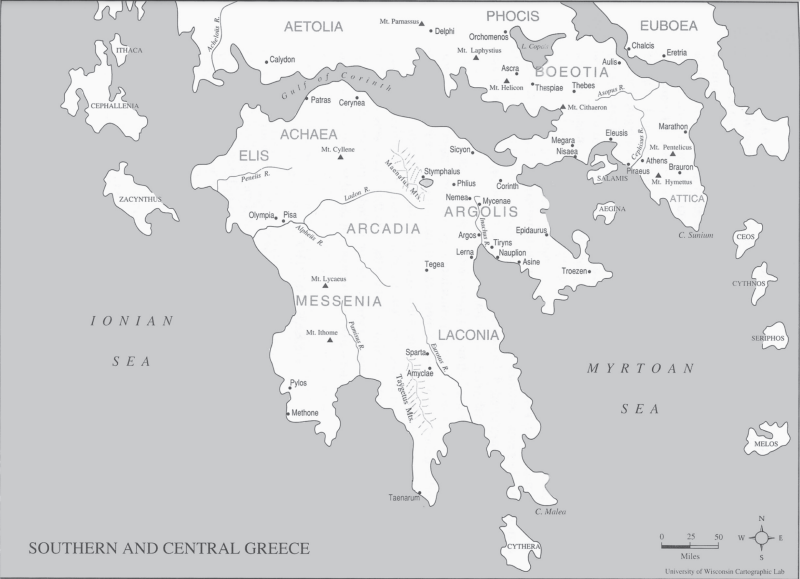 AETOLIA
PHOCIS
EUBOEA
Mt. Parnassus
Delphi
Orchomenos
L. Copais
Chalcis
Eretria
ITHACA
Achelous R.
Calydon
Mt. Laphystius
Ascra
BOEOTIA
Aulis
Mt. Helicon
Thespiae
Thebes
Asopus R.
Gulf of Corinth
CEPHALLENIA
Patras
Cerynea
Mt. Cithaeron
ACHAEA
Megara
Eleusis
Cephisus R.
Marathon
ELIS
Mt. Cyllene
Sicyon
Nisaea
Mt. Pentelicus
Athens
Brauron
Piraeus
Mt. Hymettus
Peneus R.
Maenalus Mts.
Stymphalus
Phlius
Corinth
SALAMIS
ZACYNTHUS
Ladon R.
Nemea
Mycenae
ATTICA
AEGINA
Olympia
Pisa
ARGOLIS
Alpheus R.
ARCADIA
Argos
Inachus R.
Epidaurus
C. Sunium
CEOS
Tiryns
Lerna
Nauplion
Asine
Tegea
Troezen
Mt. Lycaeus
CYTHNOS
MESSENIA
IONIAN
SEA
Mt. Ithome
Pamisus R.
LACONIA
SERIPHOS
Sparta
Eurotas R.
Amyclae
MYRTOAN
SEA
Pylos
Taygetus Mts.
Methone
MELOS
Taenarum
C. Malea
CYTHERA
N
W
E
S
0 25 50
Miles
SOUTHERN AND CENTRAL GREECE
University of Wisconsin Cartographic Lab